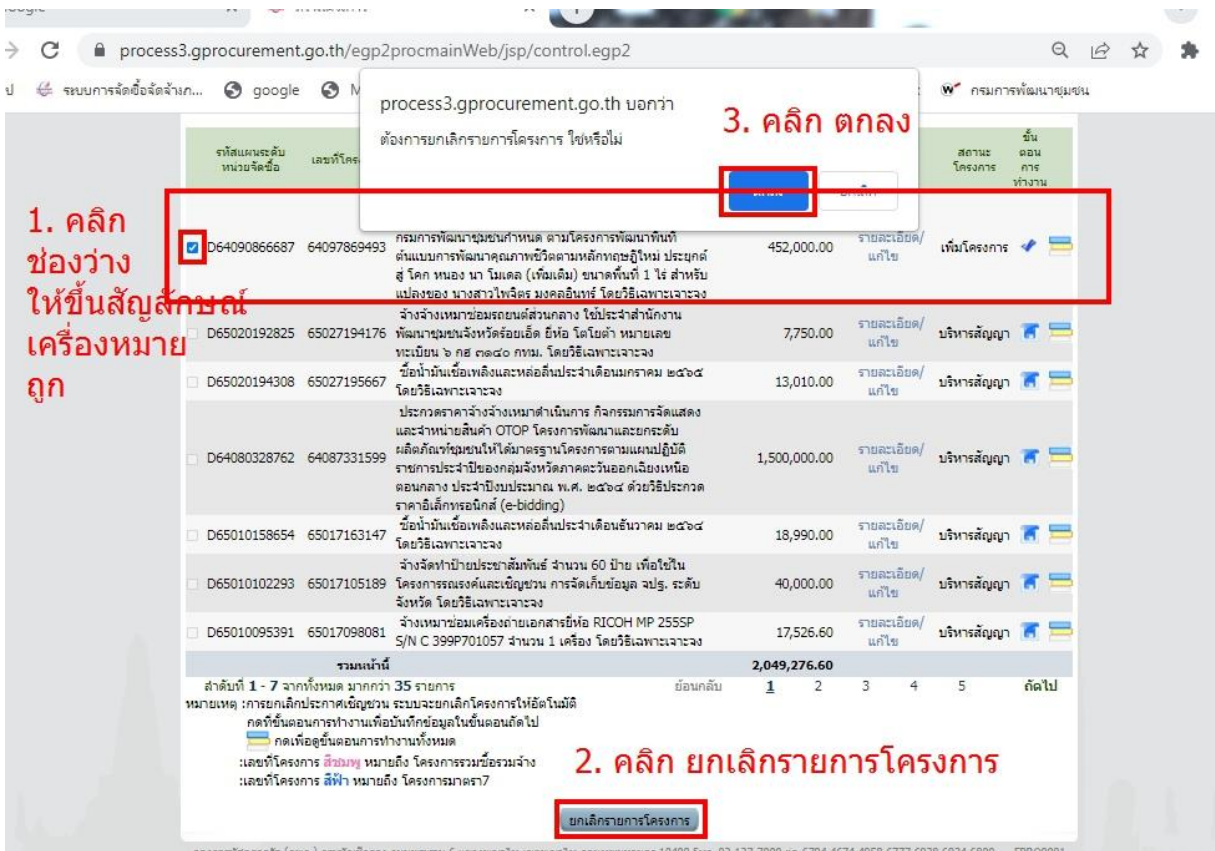 process3.gprocurement.go.th/egp2procmainWeb/jsp/control.egp2
ระบบการจัดซื้อจัดจ้างภ... google M กรมการพัฒนาชุมชน
process3.gprocurement.go.th บอกว่า
ต้องการยกเลิกรายการโครงการ ใช่หรือไม่
3. คลิก ตกลง
รหัสแผนระดับ
หน่วยจัดซื้อ
สถานะ
โครงการ
ขั้น
ตอน
การ
ทำงาน
1. คลิก
ช่องว่าง
ให้ขึ้นสัญลักษณ์
เครื่องหมาย
ถูก
D64090866687 64097869493 452,000.00 รายละเอียด/
แก้ไข เพิ่มโครงการ
กรมการพัฒนาชุมชนกำหนด ตามโครงการพัฒนาพื้นที่
ต้นแบบการพัฒนาคุณภาพชีวิตตามหลักทฤษฎีใหม่ ประยุกต์
สู่ โคก หนอง นา โมเดล (เพิ่มเติม) ขนาดพื้นที่ 1 ไร่ สำหรับ
แปลงของ นางสาวไพจิตร มงคลอินทร์ โดยวิธีเฉพาะเจาะจง
D65020192825 65027194176 7,750.00 รายละเอียด/
แก้ไข บริหารสัญญา
จ้างจ้างเหมาซ่อมรถยนต์ส่วนกลาง ใช้ประจำสำนักงาน
พัฒนาชุมชนจังหวัดร้อยเอ็ด ยี่ห้อ โตโยต้า หมายเลข
ทะเบียน ๖ กศ ๓๑๔๐ กทม. โดยวิธีเฉพาะเจาะจง
D65020194308 65027195667 13,010.00 รายละเอียด/
แก้ไข บริหารสัญญา
ซื้อน้ำมันเชื้อเพลิงและหล่อลื่นประจำเดือนมกราคม ๒๕๖๕
โดยวิธีเฉพาะเจาะจง
D64080328762 64087331599 1,500,000.00 รายละเอียด/
แก้ไข บริหารสัญญา
ประกวดราคาจ้างจ้างเหมาดำเนินการ กิจกรรมการจัดแสดง
และจำหน่ายสินค้า OTOP โครงการพัฒนาและยกระดับ
ผลิตภัณฑ์ชุมชนให้ได้มาตรฐานโครงการตามแผนปฏิบัติ
ราชการประจำปีของกลุ่มจังหวัดภาคตะวันออกเฉียงเหนือ
ตอนกลาง ประจำปีงบประมาณ พ.ศ. ๒๕๖๔ ด้วยวิธีประกวด
ราคาอิเล็กทรอนิกส์ (e-bidding)
D65010158654 65017163147 18,990.00 รายละเอียด/
แก้ไข บริหารสัญญา
ซื้อน้ำมันเชื้อเพลิงและหล่อลื่นประจำเดือนธันวาคม ๒๕๖๔
โดยวิธีเฉพาะเจาะจง
D65010102293 65017105189 40,000.00 รายละเอียด/
แก้ไข บริหารสัญญา
จ้างจัดทำป้ายประชาสัมพันธ์ จำนวน 60 ป้าย เพื่อใช้ใน
โครงการรณรงค์และเชิญชวน การจัดเก็บข้อมูล จปฐ. ระดับ
จังหวัด โดยวิธีเฉพาะเจาะจง
D65010095391 65017098081 17,526.60 รายละเอียด/
แก้ไข บริหารสัญญา
จ้างเหมาซ่อมเครื่องถ่ายเอกสารยี่ห้อ RICOH MP 255SP
S/N C 399P701057 จำนวน 1 เครื่อง โดยวิธีเฉพาะเจาะจง
รวมหน้านี้ 2,049,276.60
ลำดับที่ 1 - 7 จากทั้งหมด มากกว่า 35 รายการ ย้อนกลับ 1 2 3 4 5 ถัดไป
หมายเหตุ :การยกเลิกประกาศเชิญชวน ระบบจะยกเลิกโครงการให้อัตโนมัติ
กดที่ขั้นตอนการทำงานเพื่อบันทึกข้อมูลในขั้นตอนถัดไป
กดเพื่อดูขั้นตอนการทำงานทั้งหมด
:เลขที่โครงการ สีชมพู หมายถึง โครงการรวมซื้อรวมจ้าง
:เลขที่โครงการ สีฟ้า หมายถึง โครงการมาตรา7
2. คลิก ยกเลิกรายการโครงการ
ยกเลิกรายการโครงการ